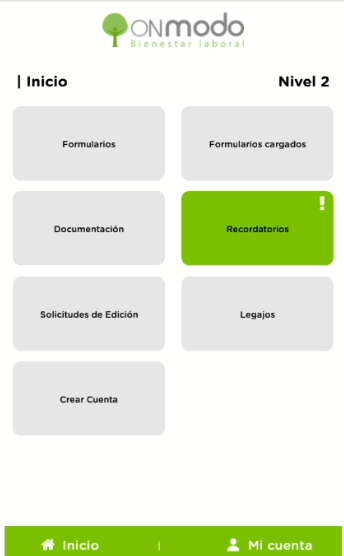 ONmodo
Bienestar laboral
| Inicio
Nivel 2
Formularios
Formularios cargados
!
Documentación
Recordatorios
Solicitudes de Edición
Legajos
Crear Cuenta
Inicio | Mi cuenta